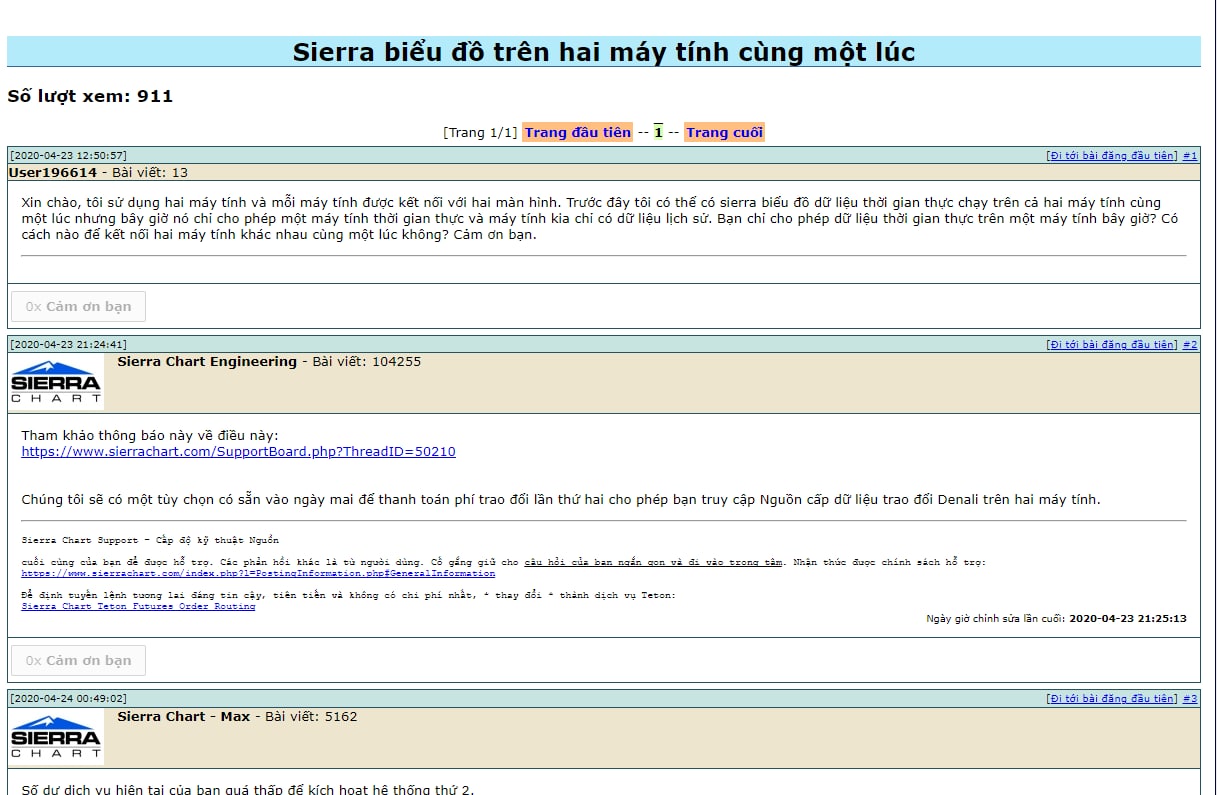 Sierra biểu đồ trên hai máy tính cùng một lúc
Số lượt xem: 911
[Trang 1/1] Trang đầu tiên -- 1 -- Trang cuối
[2020-04-23 12:50:57] [Đi tới bài đăng đầu tiên] #1
User196614 - Bài viết: 13
Xin chào, tôi sử dụng hai máy tính và mỗi máy tính được kết nối với hai màn hình. Trước đây tôi có thể có sierra biểu đồ dữ liệu thời gian thực chạy trên cả hai máy tính cùng
một lúc nhưng bây giờ nó chỉ cho phép một máy tính thời gian thực và máy tính kia chỉ có dữ liệu lịch sử. Bạn chỉ cho phép dữ liệu thời gian thực trên một máy tính bây giờ? Có
cách nào để kết nối hai máy tính khác nhau cùng một lúc không? Cảm ơn bạn.
0x Cảm ơn bạn
[2020-04-23 21:24:41] [Đi tới bài đăng đầu tiên] #2
SIERRA
CHART
Sierra Chart Engineering - Bài viết: 104255
Tham khảo thông báo này về điều này:
https://www.sierrachart.com/SupportBoard.php?ThreadID=50210
Chúng tôi sẽ có một tùy chọn có sẵn vào ngày mai để thanh toán phí trao đổi lần thứ hai cho phép bạn truy cập Nguồn cấp dữ liệu trao đổi Denali trên hai máy tính.
Sierra Chart Support - Cấp độ kỹ thuật Nguồn
cuối cùng của bạn để được hỗ trợ. Các phản hồi khác là từ người dùng. Cố gắng giữ cho câu hỏi của bạn ngắn gọn và đi vào trọng tâm. Nhận thức được chính sách hỗ trợ:
https://www.sierrachart.com/index.php?l=PostingInformation.php#GeneralInformation
Để định tuyến lệnh tương lai đáng tin cậy, tiên tiến và không có chi phí nhất, * thay đổi * thành dịch vụ Teton:
Sierra Chart Teton Futures Order Routing
Ngày giờ chỉnh sửa lần cuối: 2020-04-23 21:25:13
0x Cảm ơn bạn
[2020-04-24 00:49:02] [Đi tới bài đăng đầu tiên] #3
SIERRA
CHART
Sierra Chart - Max - Bài viết: 5162
Số dư dịch vụ hiện tại của bạn quá thấp để kích hoạt hệ thống thứ 2.